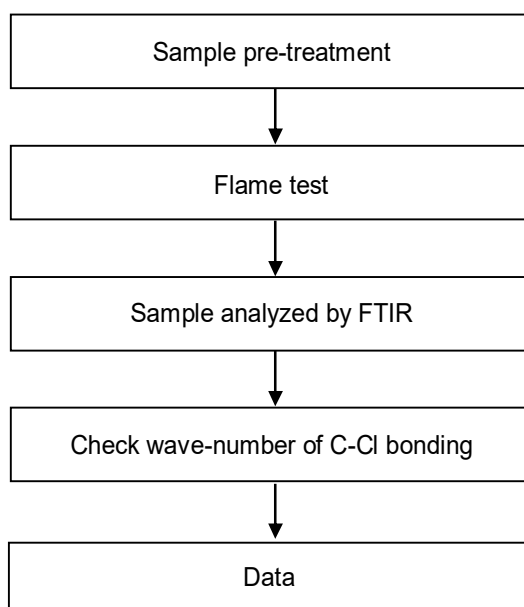 Sample pre-treatment
Flame test
Sample analyzed by FTIR
Check wave-number of C-Cl bonding
Data